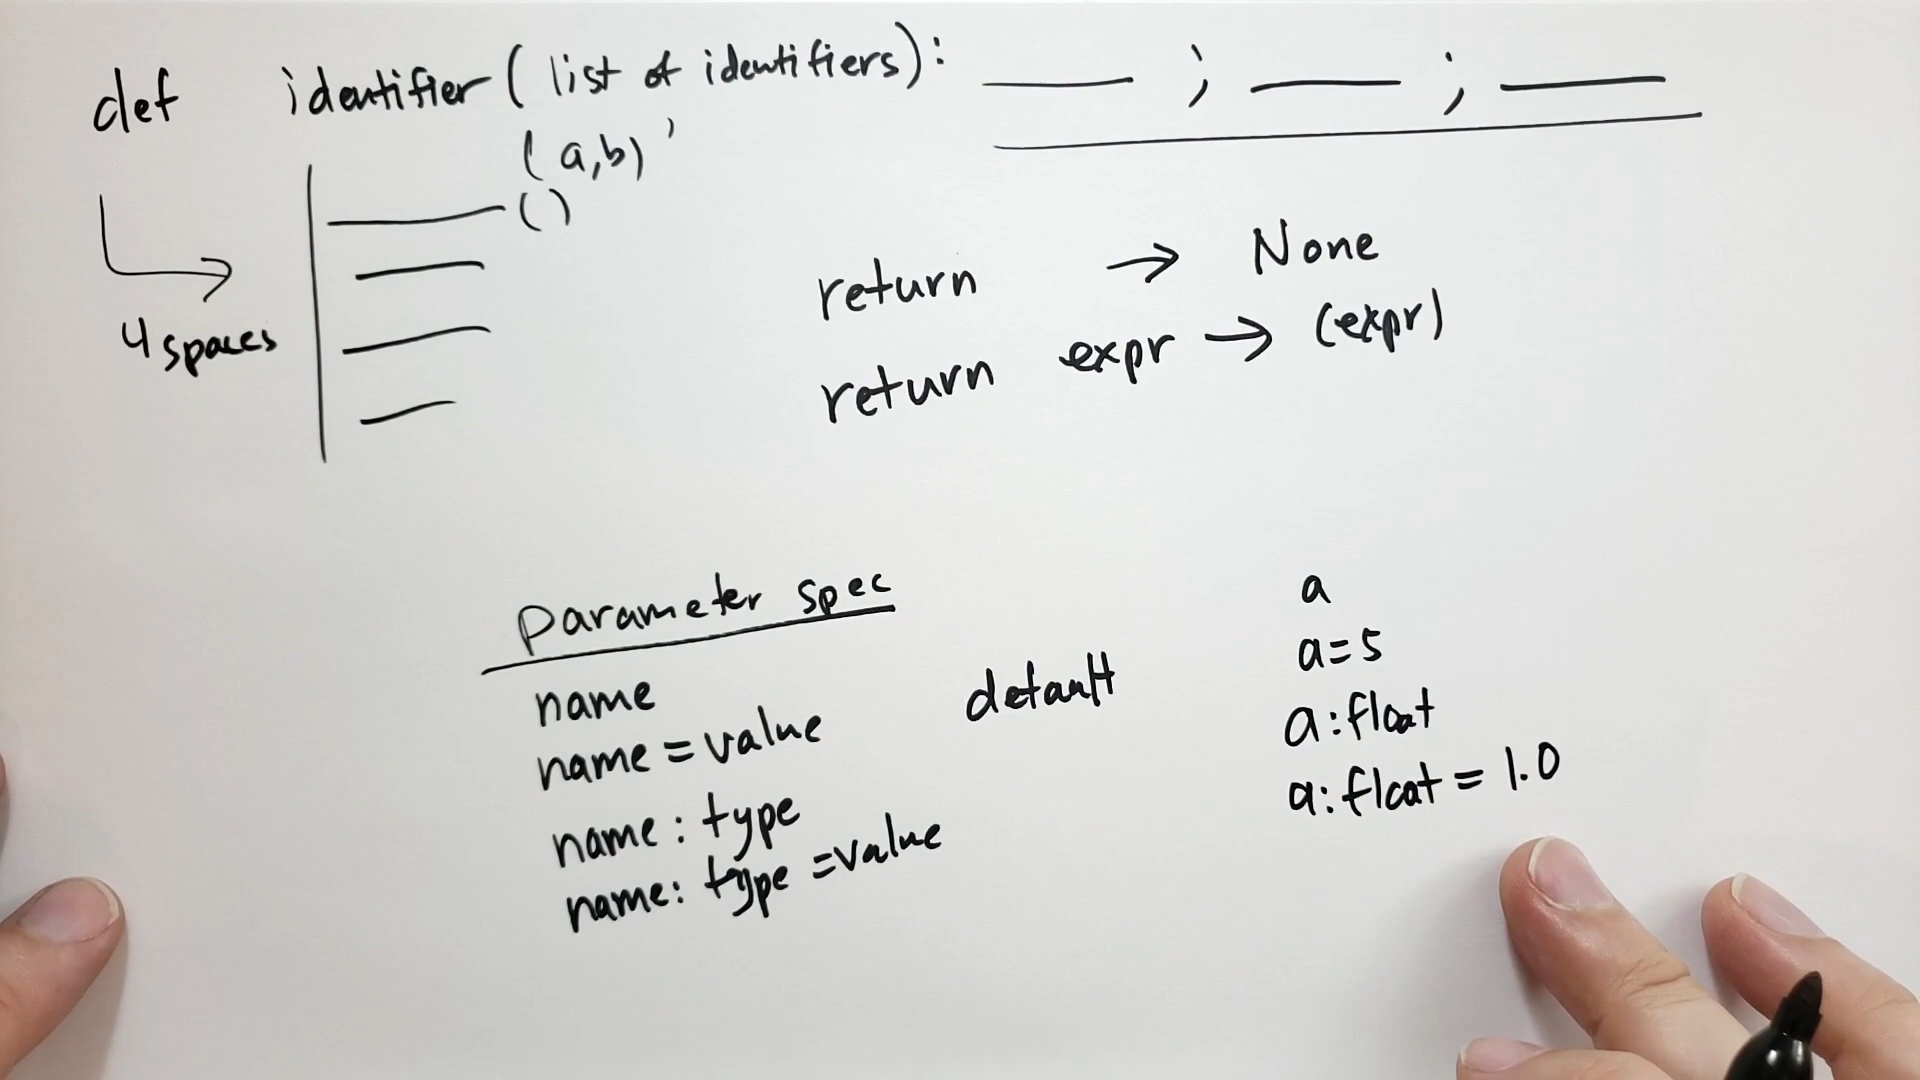 def identifier ( list of identifiers): ; ;
( a,b)
()
4 spaces
return → None
return expr → (expr)
parameter spec
name
name = value default
name : type
name: type = value
a
a=5
a:float
a:float = 1.0